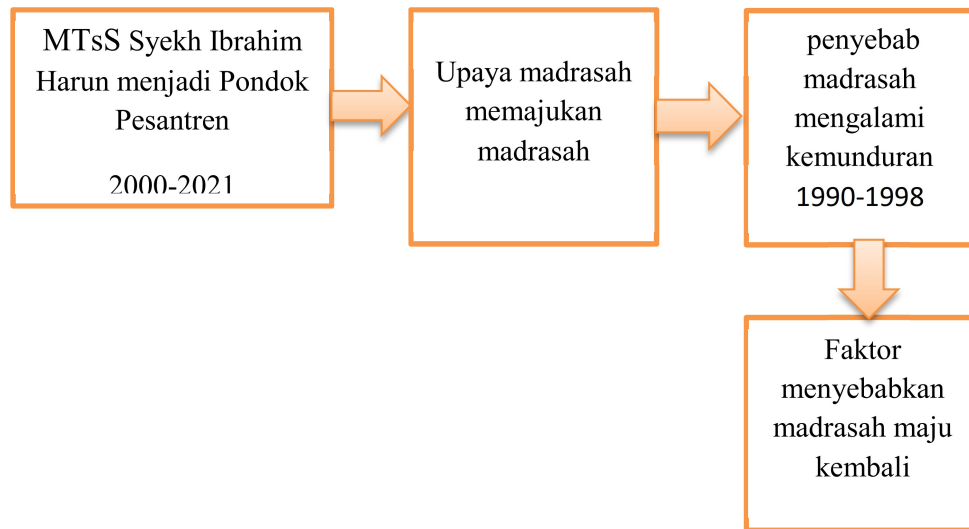 MTsS Syekh Ibrahim
Harun menjadi Pondok
Pesantren
2000-2021
Upaya madrasah
memajukan
madrasah
penyebab
madrasah
mengalami
kemunduran
1990-1998
Faktor
menyebabkan
madrasah maju
kembali